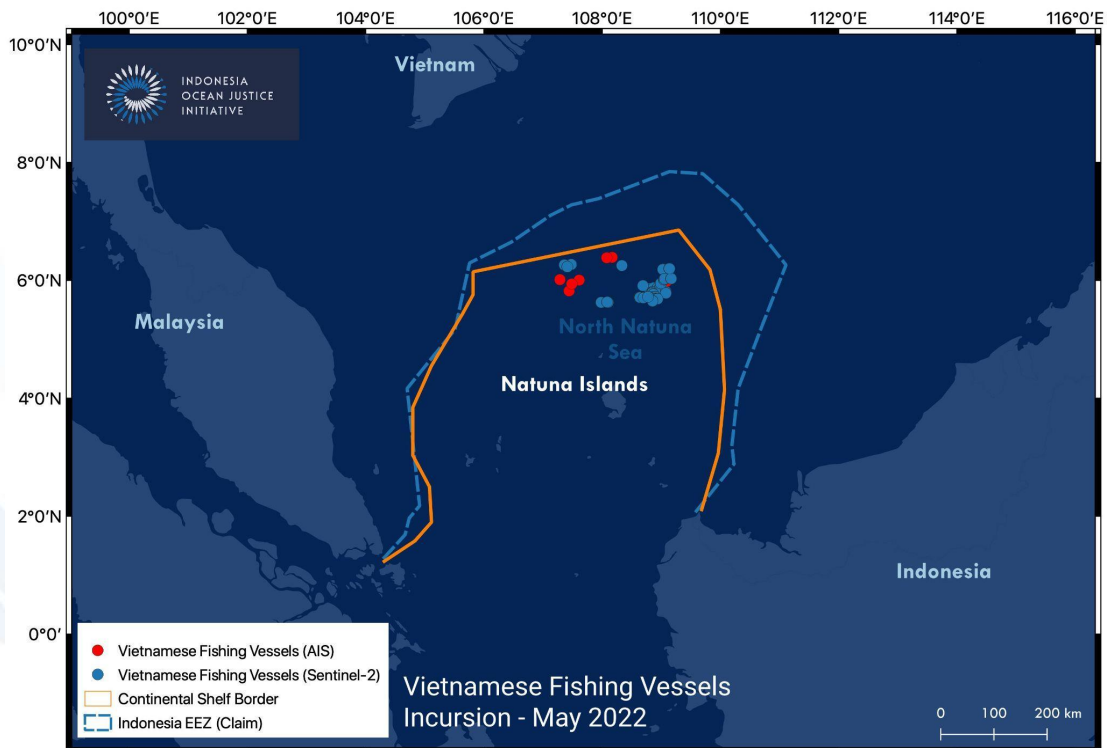 100°0'E 102°0'E 104°0'E 106°0'E 108°0'E 110°0'E 112°0'E 114°0'E 116°0'E
10°0'N
8°0'N
6°0'N
4°0'N
2°0'N
0°0'
INDONESIA
OCEAN JUSTICE
INITIATIVE
Vietnam
Malaysia
North Natuna
Sea
Natuna Islands
Indonesia
Vietnamese Fishing Vessels (AIS)
Vietnamese Fishing Vessels (Sentinel-2)
Continental Shelf Border
Indonesia EEZ (Claim)
Vietnamese Fishing Vessels
Incursion - May 2022
0 100 200 km